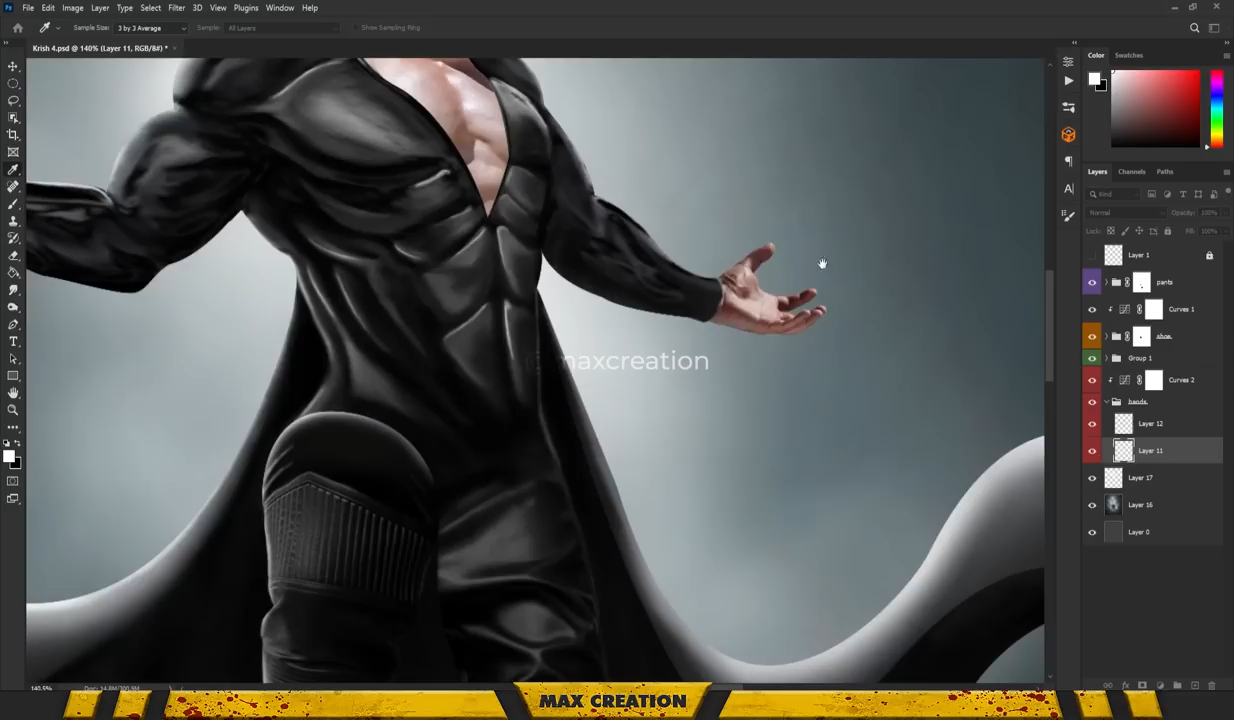 File Edit Image Layer Type Select Filter 3D View Plugins Window Help
Sample Size: 3 by 3 Average Sample: All Layers Show Sampling Ring
Krish 4.psd @ 140% (Layer 11, RGB/8#) *
Color Swatches
Layers Channels Paths
Kind
Normal Opacity: 100%
Lock: Fill: 100%
Layer 1
pants
Curves 1
shoe
Group 1
Curves 2
hands
Layer 12
Layer 11
Layer 17
Layer 16
Layer 0
maxcreation
MAX CREATION